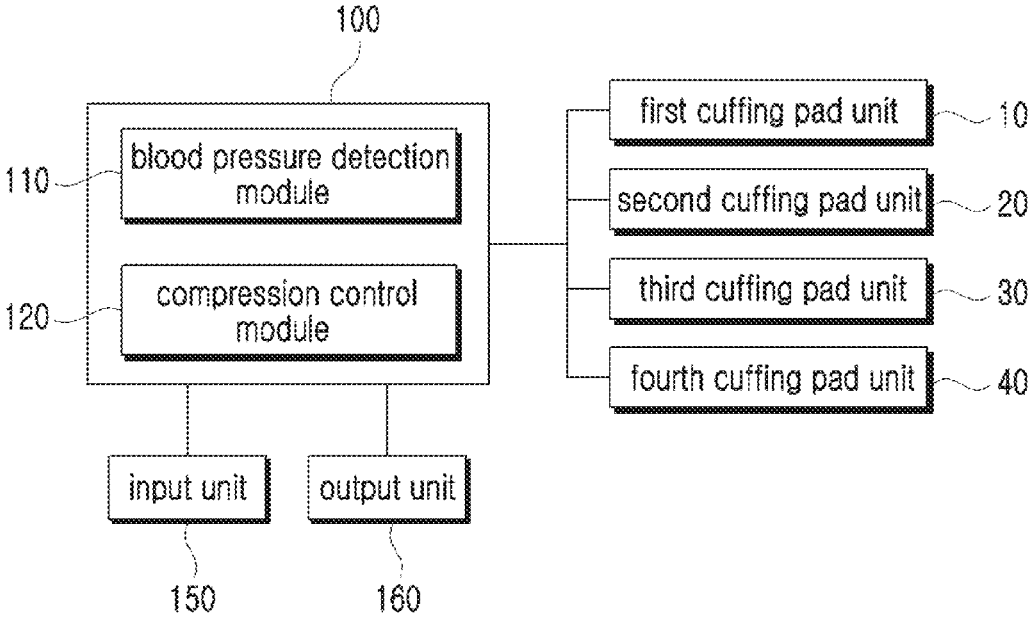 100
first cuffing pad unit
10
blood pressure detection
module
110
second cuffing pad unit
20
compression control
module
120
third cuffing pad unit
30
fourth cuffing pad unit
40
input unit
output unit
150
160